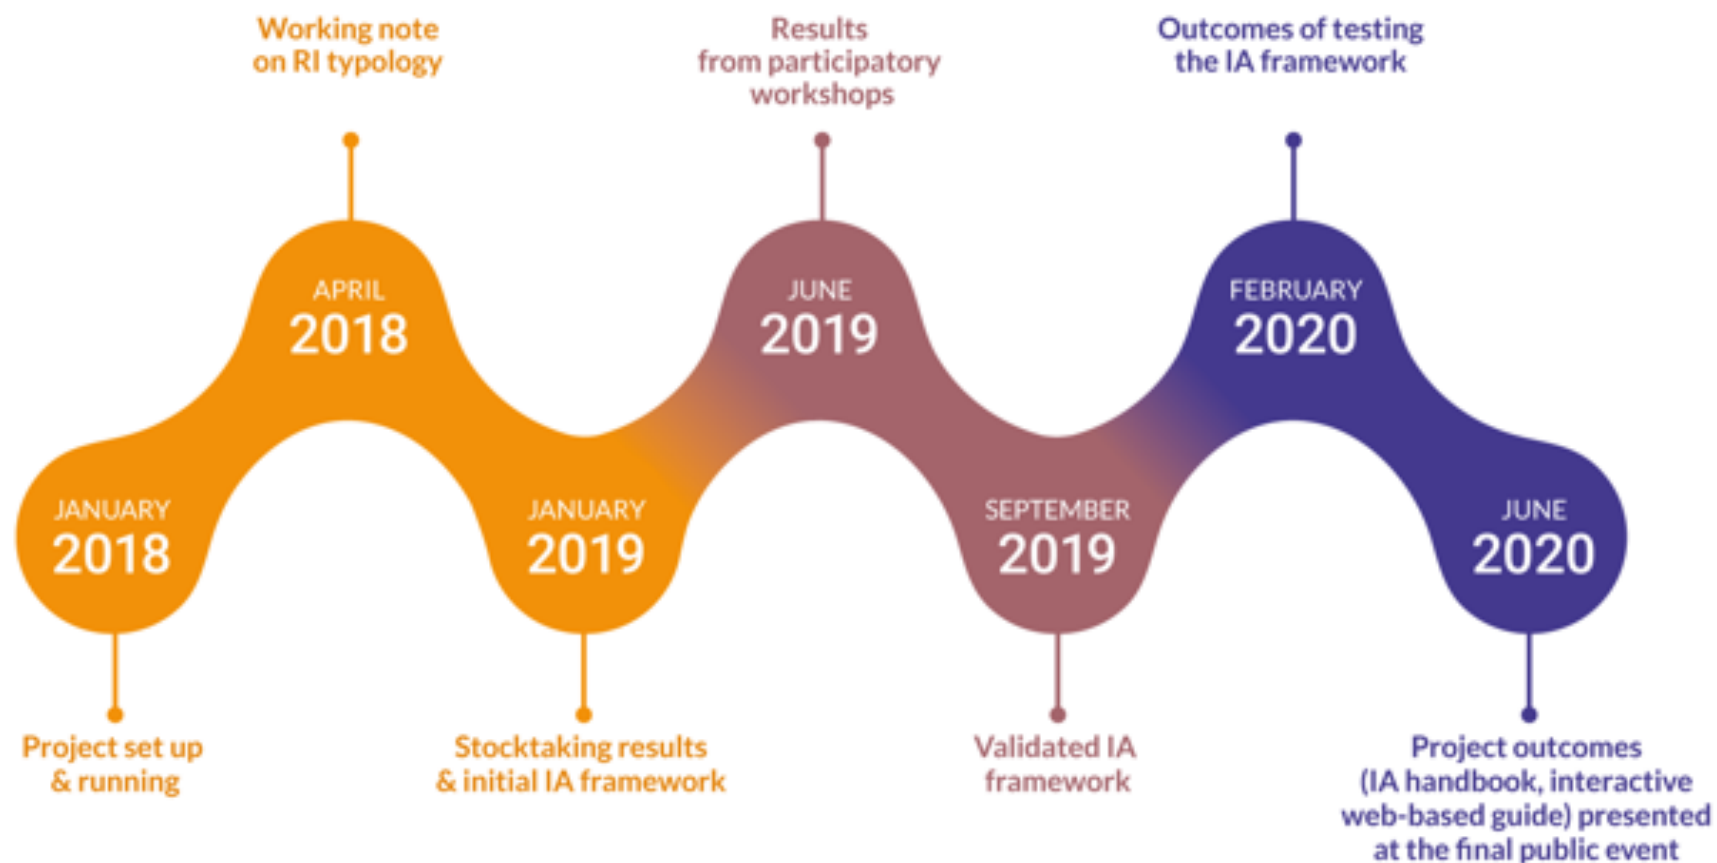 Working note
on RI typology
Results
from participatory
workshops
Outcomes of testing
the IA framework
APRIL
2018
JUNE
2019
FEBRUARY
2020
JANUARY
2018
JANUARY
2019
SEPTEMBER
2019
JUNE
2020
Project set up
& running
Stocktaking results
& initial IA framework
Validated IA
framework
Project outcomes
(IA handbook, interactive
web-based guide) presented
at the final public event